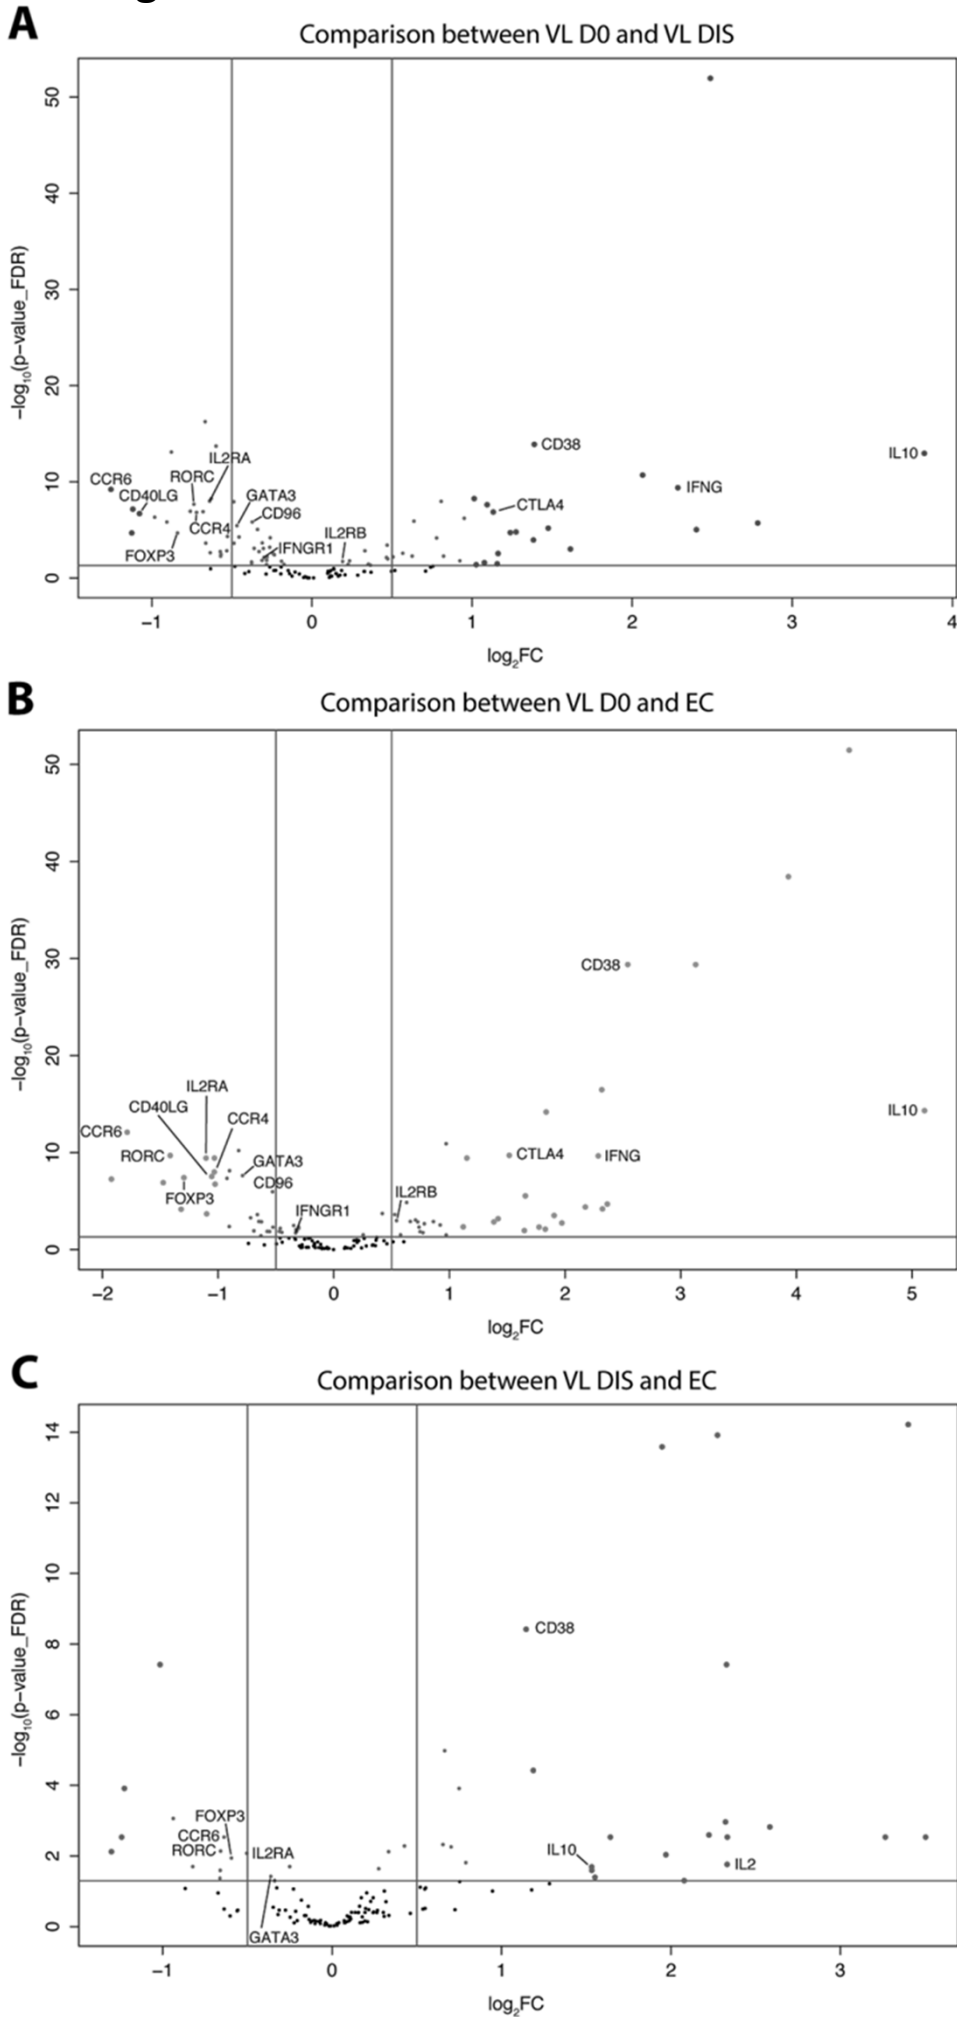 A
Comparison between VL D0 and VL DIS
−log10(p-value_FDR)
50
40
30
20
10
0
CD38
IL10
IFNG
CTLA4
IL2RA
RORC
CCR6
CD40LG
GATA3
CD96
CCR4
IL2RB
FOXP3
IFNGR1
−1
0
1
2
3
4
log2FC
B
Comparison between VL D0 and EC
−log10(p-value_FDR)
50
40
30
20
10
0
CD38
IL2RA
CD40LG
CCR4
IL10
CCR6
RORC
CTLA4
IFNG
GATA3
CD96
FOXP3
IL2RB
IFNGR1
−2
−1
0
1
2
3
4
5
log2FC
C
Comparison between VL DIS and EC
−log10(p-value_FDR)
14
12
10
8
6
4
2
0
CD38
FOXP3
CCR6
RORC
IL2RA
IL10
IL2
GATA3
−1
0
1
2
3
log2FC